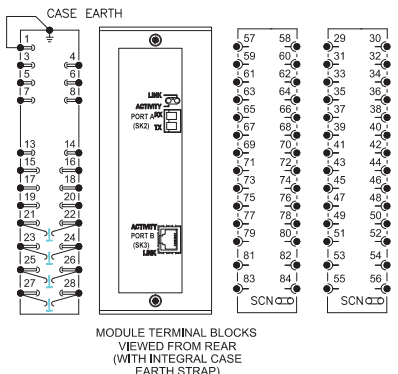 CASE EARTH
1
3 4
5 6
7 8
13 14
15 16
17 18
19 20
21 22
23 24
25 26
27 28
LINK
ACTIVITY
PORT A RX
(SK2) TX
ACTIVITY
PORT B
(SK3)
LINK
57 58
59 60
61 62
63 64
65 66
67 68
69 70
71 72
73 74
75 76
77 78
79 80
81 82
83 84
SCN
29 30
31 32
33 34
35 36
37 38
39 40
41 42
43 44
45 46
47 48
49 50
51 52
53 54
55 56
SCN
MODULE TERMINAL BLOCKS
VIEWED FROM REAR
(WITH INTEGRAL CASE
EARTH STRAP)